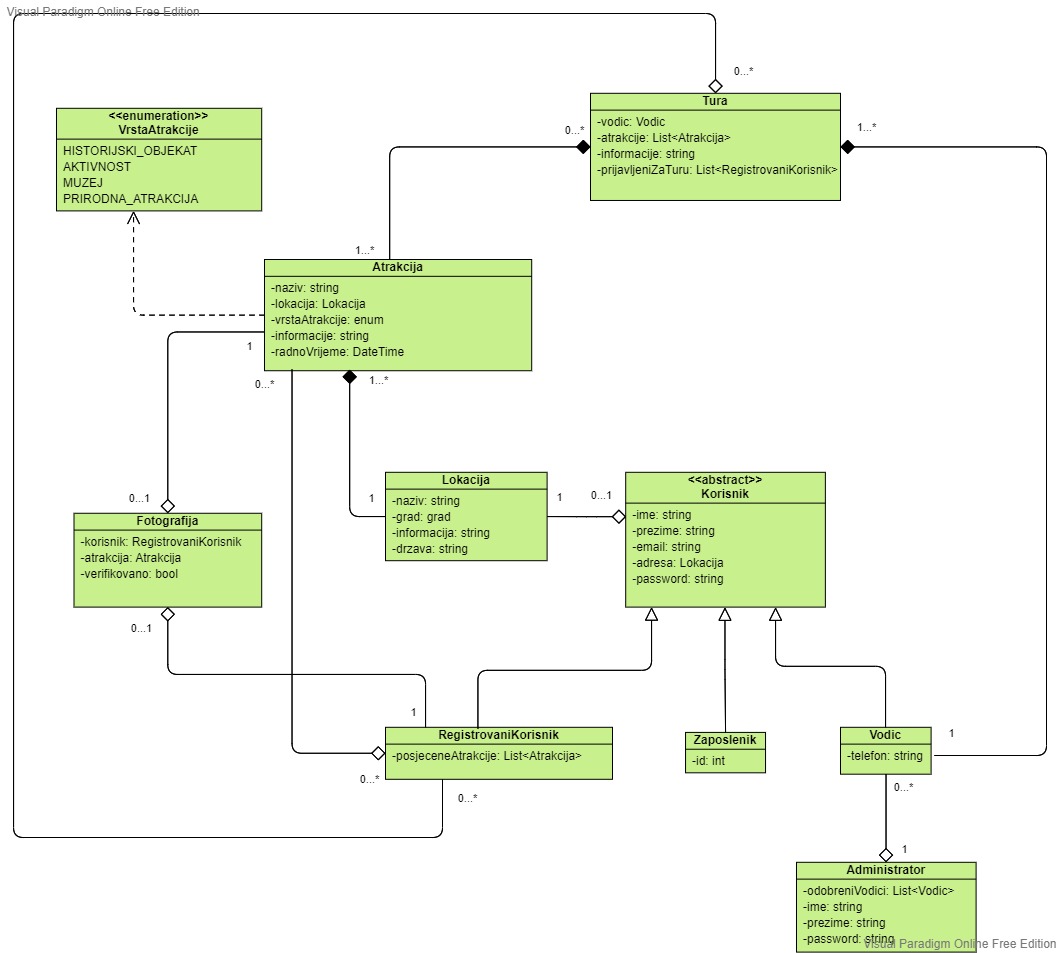 Visual Paradigm Online Free Edition
0...*
Tura
-vodic: Vodic
-atrakcije: List<Atrakcija>
-informacije: string
-prijavljeniZaTuru: List<RegistrovaniKorisnik>
0...*
1...*
<<enumeration>>
VrstaAtrakcije
HISTORIJSKI_OBJEKAT
AKTIVNOST
MUZEJ
PRIRODNA_ATRAKCIJA
1...*
Atrakcija
-naziv: string
-lokacija: Lokacija
-vrstaAtrakcije: enum
-informacije: string
-radnoVrijeme: DateTime
1
0...*
1...*
Lokacija
-naziv: string
-grad: grad
-informacija: string
-drzava: string
1
1
0...1
<<abstract>>
Korisnik
-ime: string
-prezime: string
-email: string
-adresa: Lokacija
-password: string
0...1
Fotografija
-korisnik: RegistrovaniKorisnik
-atrakcija: Atrakcija
-verifikovano: bool
0...1
1
RegistrovaniKorisnik
-posjeceneAtrakcije: List<Atrakcija>
0...*
0...*
Zaposlenik
-id: int
Vodic
-telefon: string
1
0...*
1
Administrator
-odobreniVodici: List<Vodic>
-ime: string
-prezime: string
-password: string
Visual Paradigm Online Free Edition